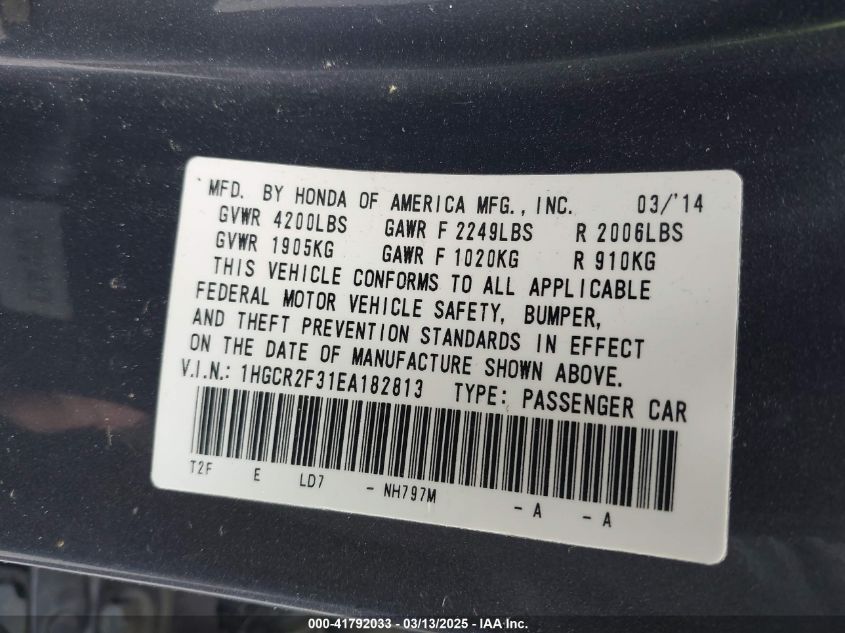 MFD. BY HONDA OF AMERICA MFG., INC. 03/'14
GVWR 4200LBS GAWR F 2249LBS R 2006LBS
GVWR 1905KG GAWR F 1020KG R 910KG
THIS VEHICLE CONFORMS TO ALL APPLICABLE
FEDERAL MOTOR VEHICLE SAFETY, BUMPER,
AND THEFT PREVENTION STANDARDS IN EFFECT
ON THE DATE OF MANUFACTURE SHOWN ABOVE.
V.I.N.: 1HGCR2F31EA182813 TYPE: PASSENGER CAR
T2F E LD7 - NH797M - A - A
000-41792033 - 03/13/2025 - IAA Inc.